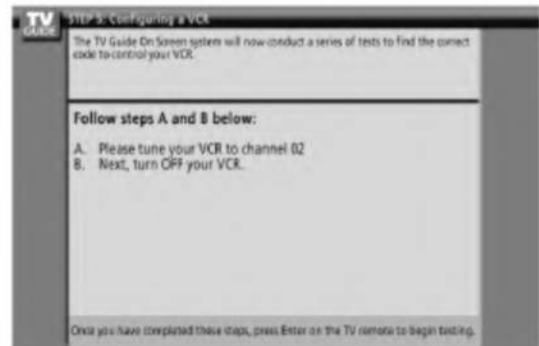 TV
GUIDE
STEP 5: Configuring a VCR
The TV Guide On Screen system will now conduct a series of tests to find the correct
code to control your VCR.
Follow steps A and B below:
A. Please tune your VCR to channel 02
B. Next, turn OFF your VCR.
Once you have completed these steps, press Enter on the TV remote to begin testing.